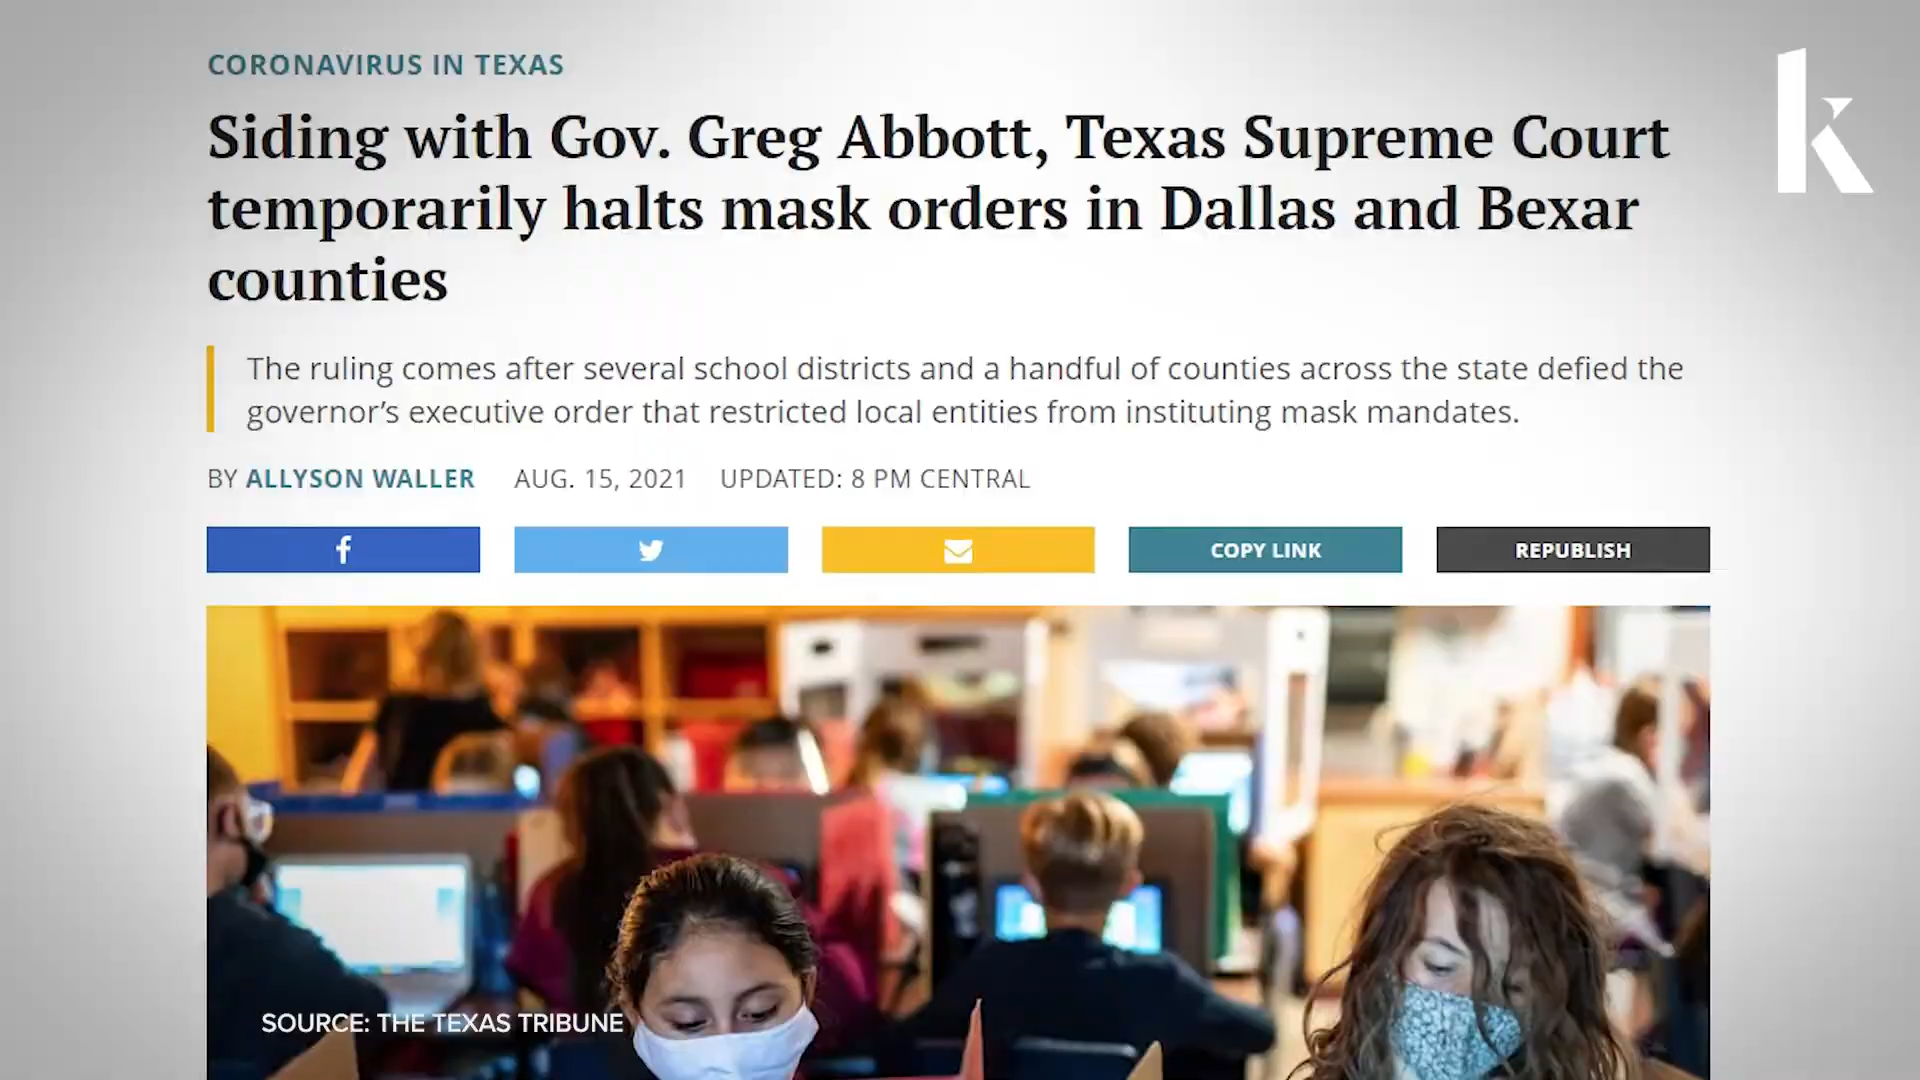 CORONAVIRUS IN TEXAS
Siding with Gov. Greg Abbott, Texas Supreme Court
temporarily halts mask orders in Dallas and Bexar
counties
The ruling comes after several school districts and a handful of counties across the state defied the
governor’s executive order that restricted local entities from instituting mask mandates.
BY ALLYSON WALLER AUG. 15, 2021 UPDATED: 8 PM CENTRAL
COPY LINK REPUBLISH
SOURCE: THE TEXAS TRIBUNE
k